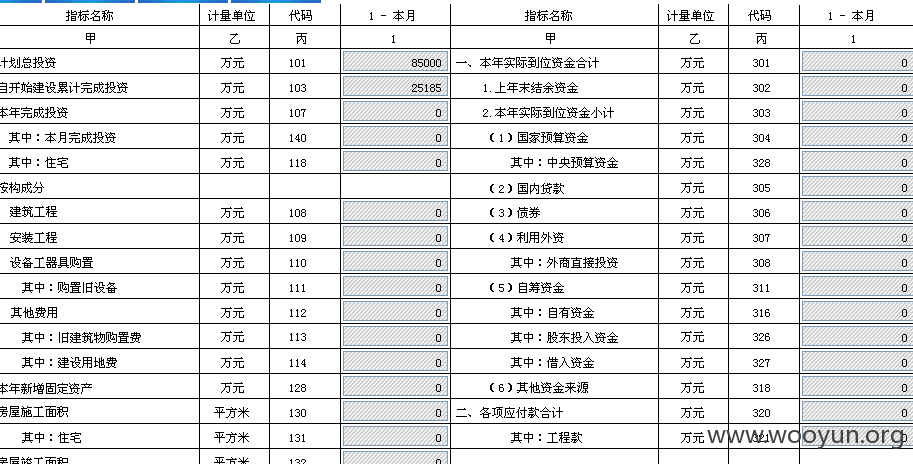 指标名称 计量单位 代码 1 - 本月 指标名称 计量单位 代码 1 - 本月
甲 乙 丙 1 甲 乙 丙 1
计划总投资 万元 101 85000 一、本年实际到位资金合计 万元 301 0
自开始建设累计完成投资 万元 103 25185 1.上年末结余资金 万元 302 0
本年完成投资 万元 107 0 2.本年实际到位资金小计 万元 303 0
其中：本月完成投资 万元 140 0 （1）国家预算资金 万元 304 0
其中：住宅 万元 118 0 其中：中央预算资金 万元 328 0
按构成分 （2）国内贷款 万元 305 0
建筑工程 万元 108 0 （3）债券 万元 306 0
安装工程 万元 109 0 （4）利用外资 万元 307 0
设备工器具购置 万元 110 0 其中：外商直接投资 万元 308 0
其中：购置旧设备 万元 111 0 （5）自筹资金 万元 311 0
其他费用 万元 112 0 其中：自有资金 万元 316 0
其中：旧建筑物购置费 万元 113 0 其中：股东投入资金 万元 326 0
其中：建设用地费 万元 114 0 其中：借入资金 万元 327 0
本年新增固定资产 万元 128 0 （6）其他资金来源 万元 318 0
房屋施工面积 平方米 130 0 二、各项应付款合计 万元 320 0
其中：住宅 平方米 131 0 其中：工程款 万元 0
房屋竣工面积 平方米 132 0
www.wooyun.org